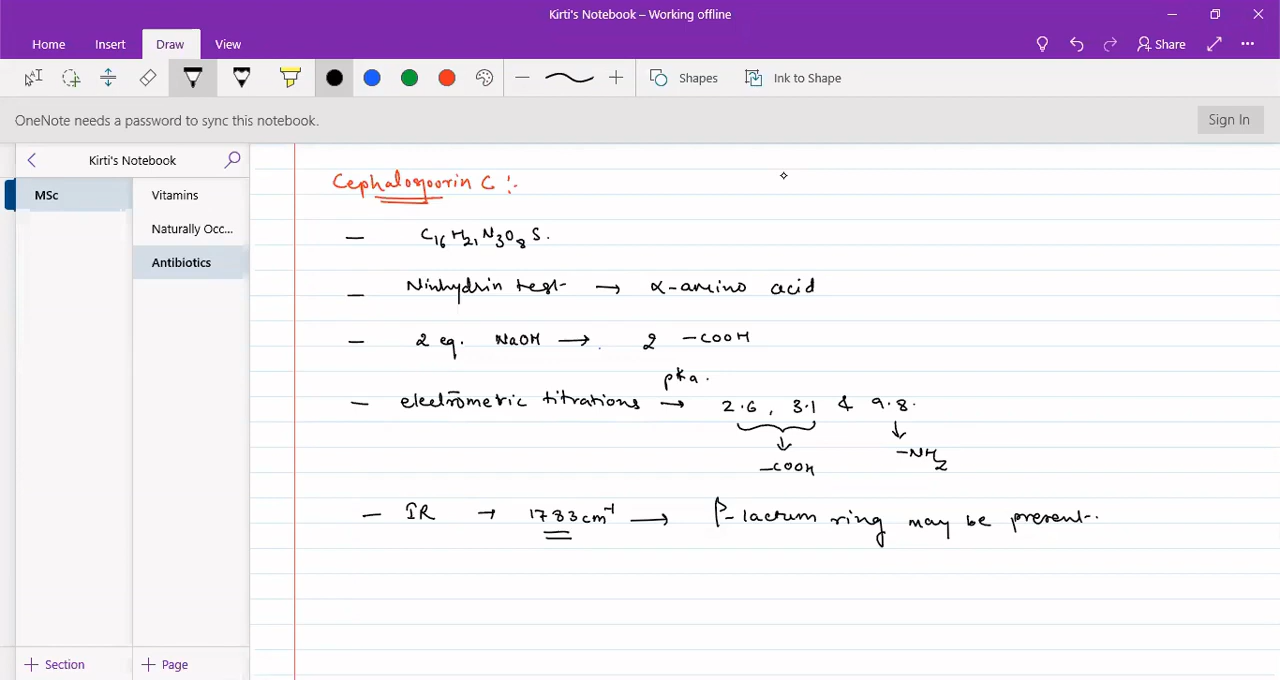 Kirti's Notebook – Working offline
Home Insert Draw View
Share
Shapes Ink to Shape
OneNote needs a password to sync this notebook.
Sign In
Kirti's Notebook
MSc
Vitamins
Naturally Occ...
Antibiotics
Cephalosporin C :-
— C₁₆H₂₁N₃O₈S.
— Ninhydrin test → α-amino acid
— 2 eq. NaOH → 2 -COOH
pka.
— electrometric titrations → 2.6, 3.1 & 9.8.
↓ -COOH ↓ -NH₂
— IR → 1783 cm⁻¹ → β-lactum ring may be present.
+ Section + Page